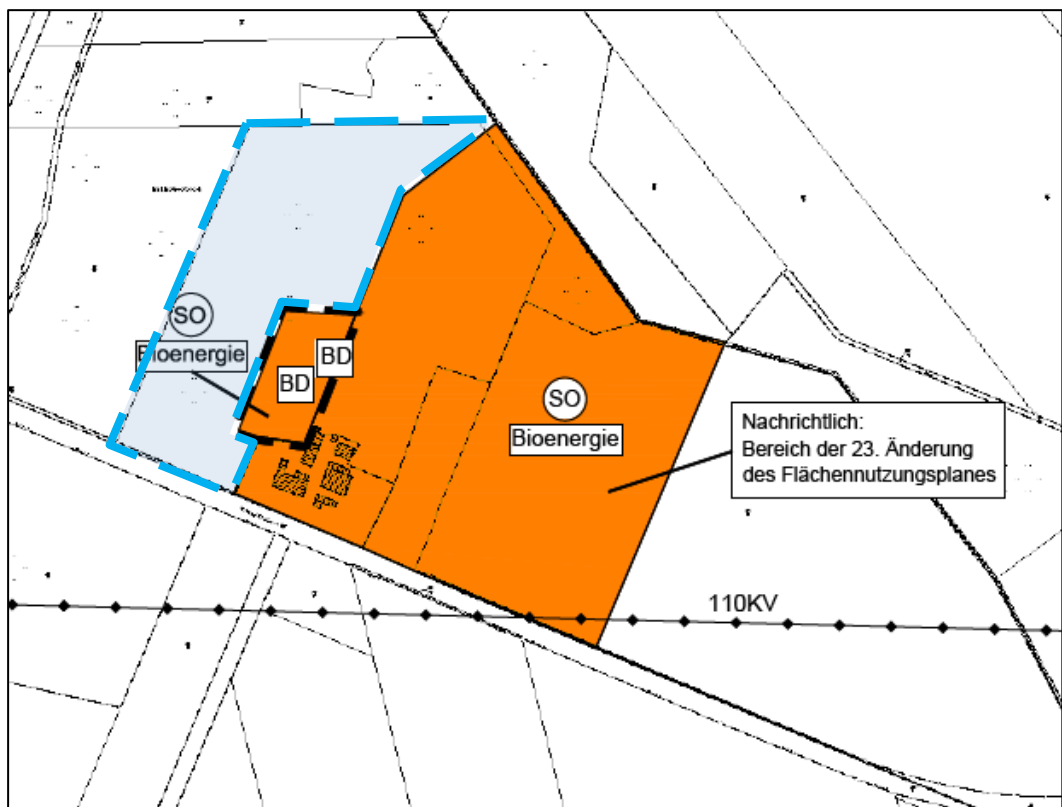 SO
Bioenergie
BD
BD
SO
Bioenergie
Nachrichtlich:
Bereich der 23. Änderung
des Flächennutzungsplanes
110KV